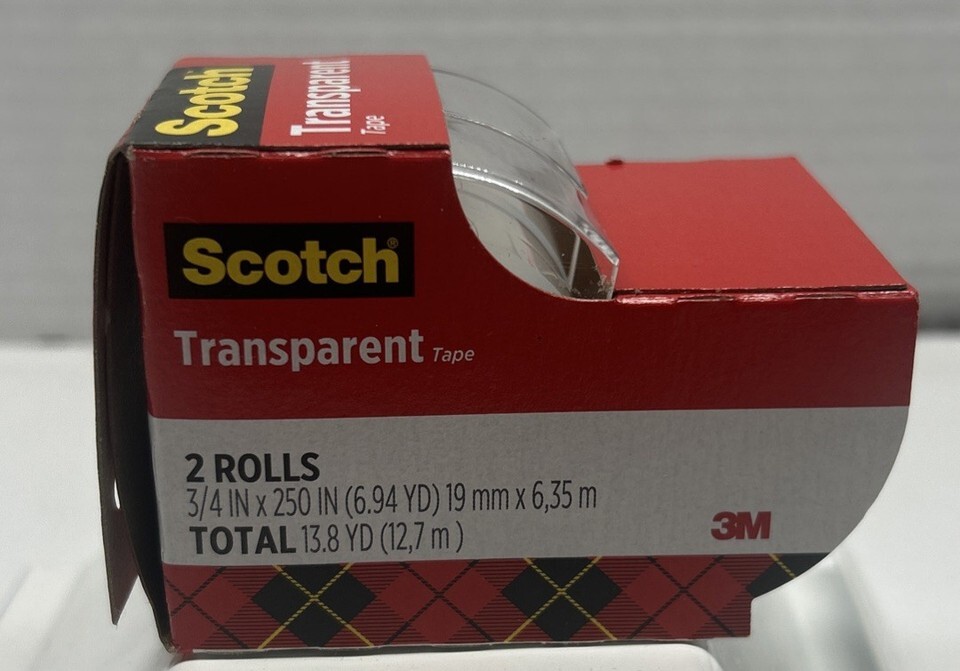 Scotch
Transparent
Tape
Scotch®
Transparent Tape
2 ROLLS
3/4 IN x 250 IN (6.94 YD) 19 mm x 6,35 m
TOTAL 13.8 YD (12,7 m )
3M